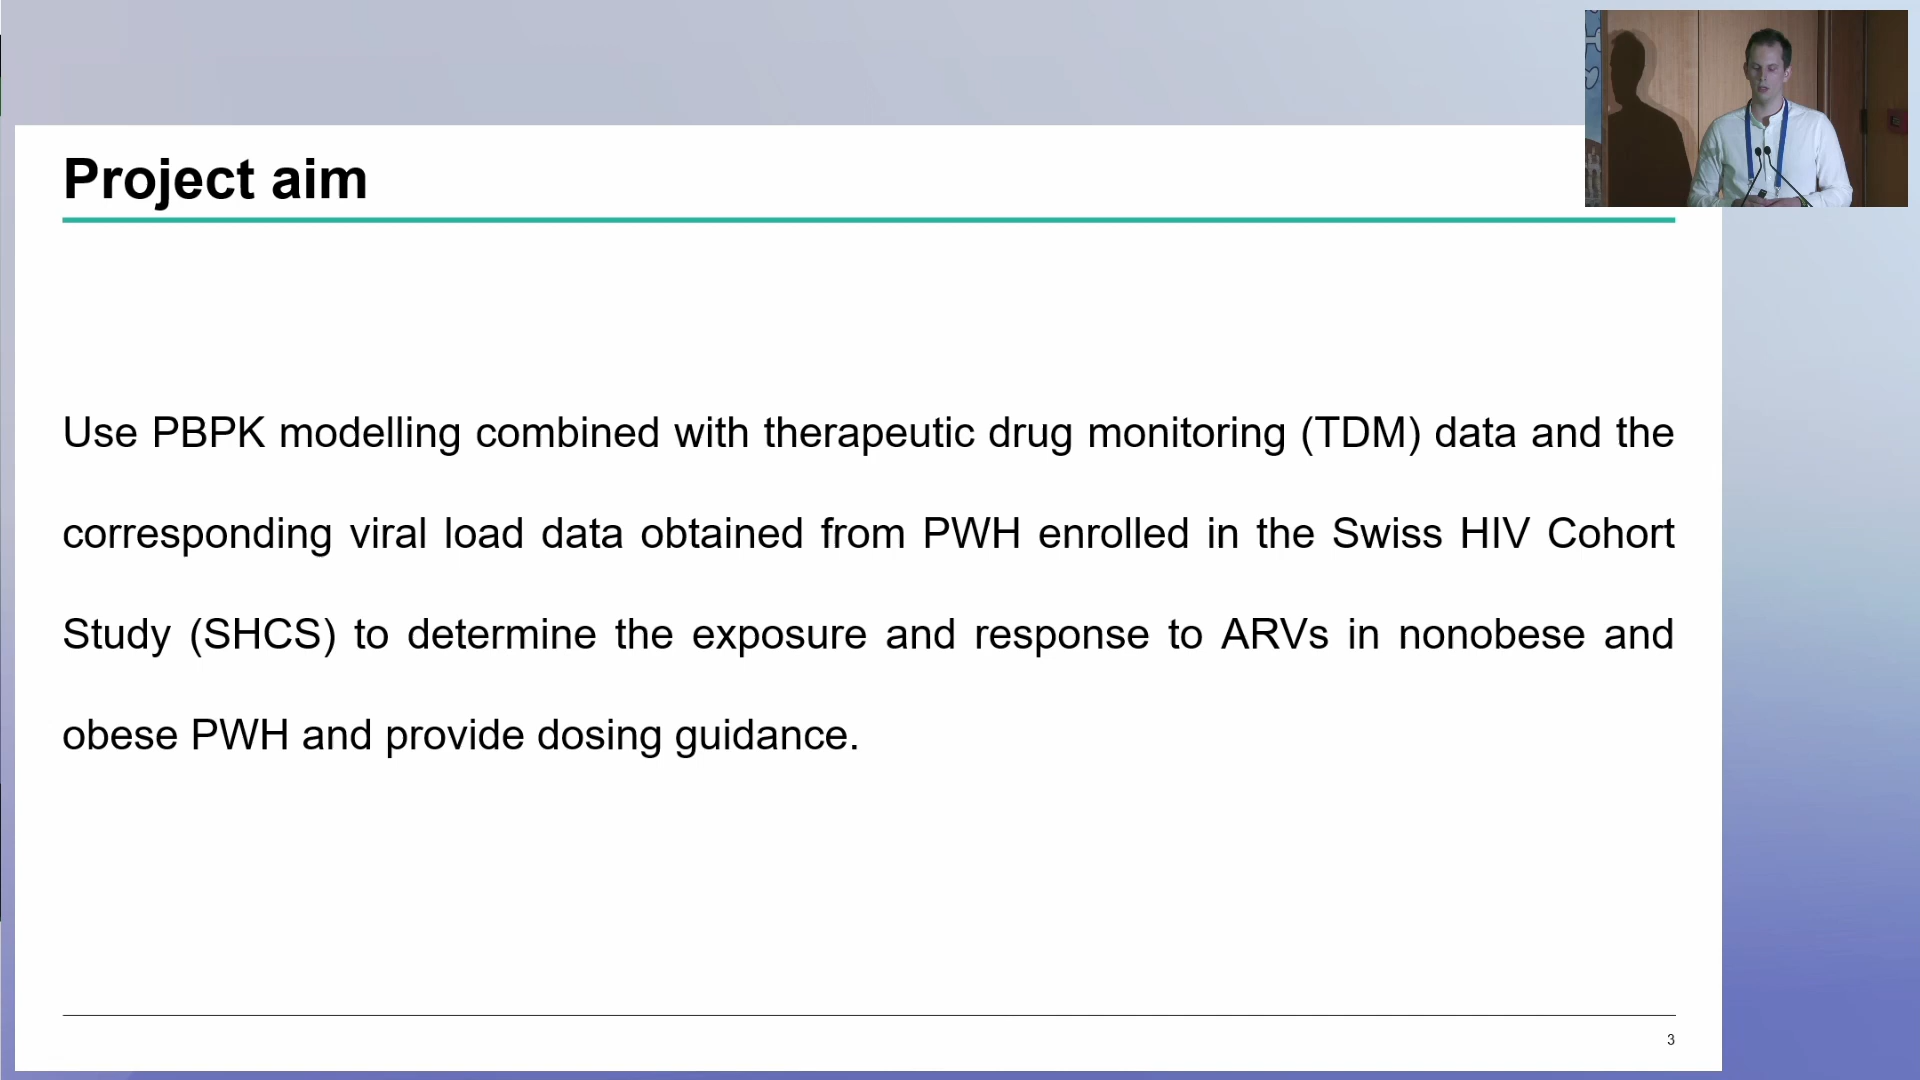 Project aim
Use PBPK modelling combined with therapeutic drug monitoring (TDM) data and the
corresponding viral load data obtained from PWH enrolled in the Swiss HIV Cohort
Study (SHCS) to determine the exposure and response to ARVs in nonobese and
obese PWH and provide dosing guidance.
3